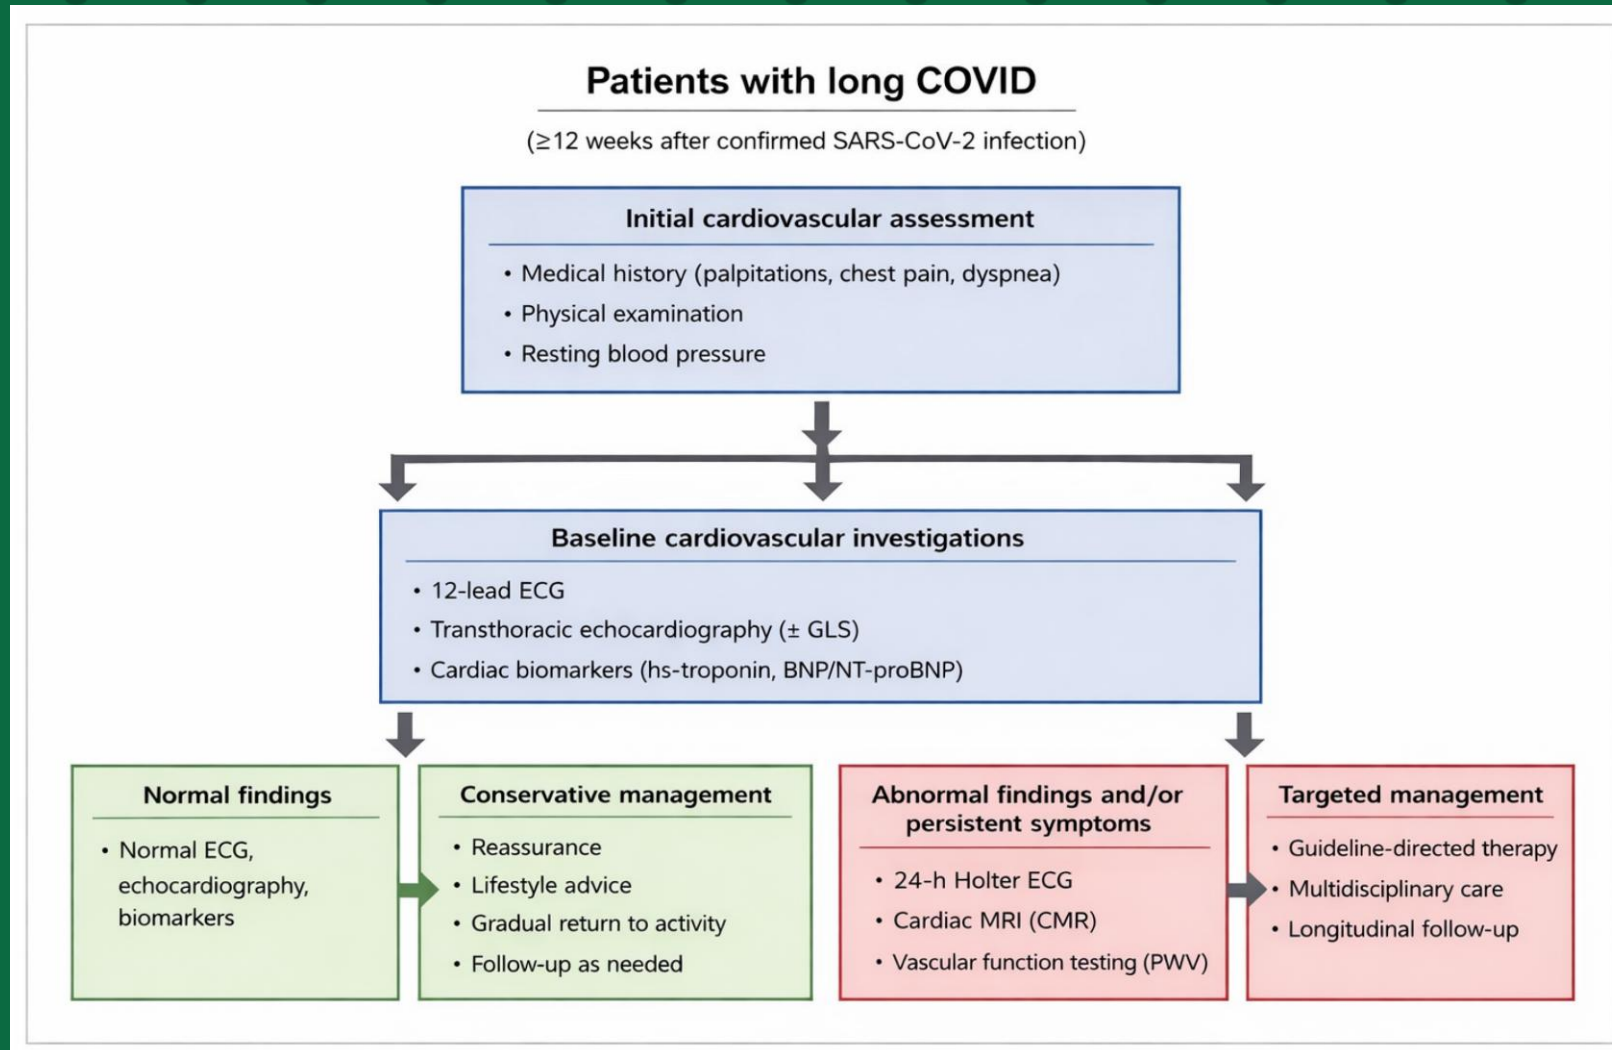 Patients with long COVID
(≥12 weeks after confirmed SARS-CoV-2 infection)
Initial cardiovascular assessment
• Medical history (palpitations, chest pain, dyspnea)
• Physical examination
• Resting blood pressure
Baseline cardiovascular investigations
• 12-lead ECG
• Transthoracic echocardiography (± GLS)
• Cardiac biomarkers (hs-troponin, BNP/NT-proBNP)
Normal findings
• Normal ECG,
echocardiography,
biomarkers
Conservative management
• Reassurance
• Lifestyle advice
• Gradual return to activity
• Follow-up as needed
Abnormal findings and/or
persistent symptoms
• 24-h Holter ECG
• Cardiac MRI (CMR)
• Vascular function testing (PWV)
Targeted management
• Guideline-directed therapy
• Multidisciplinary care
• Longitudinal follow-up